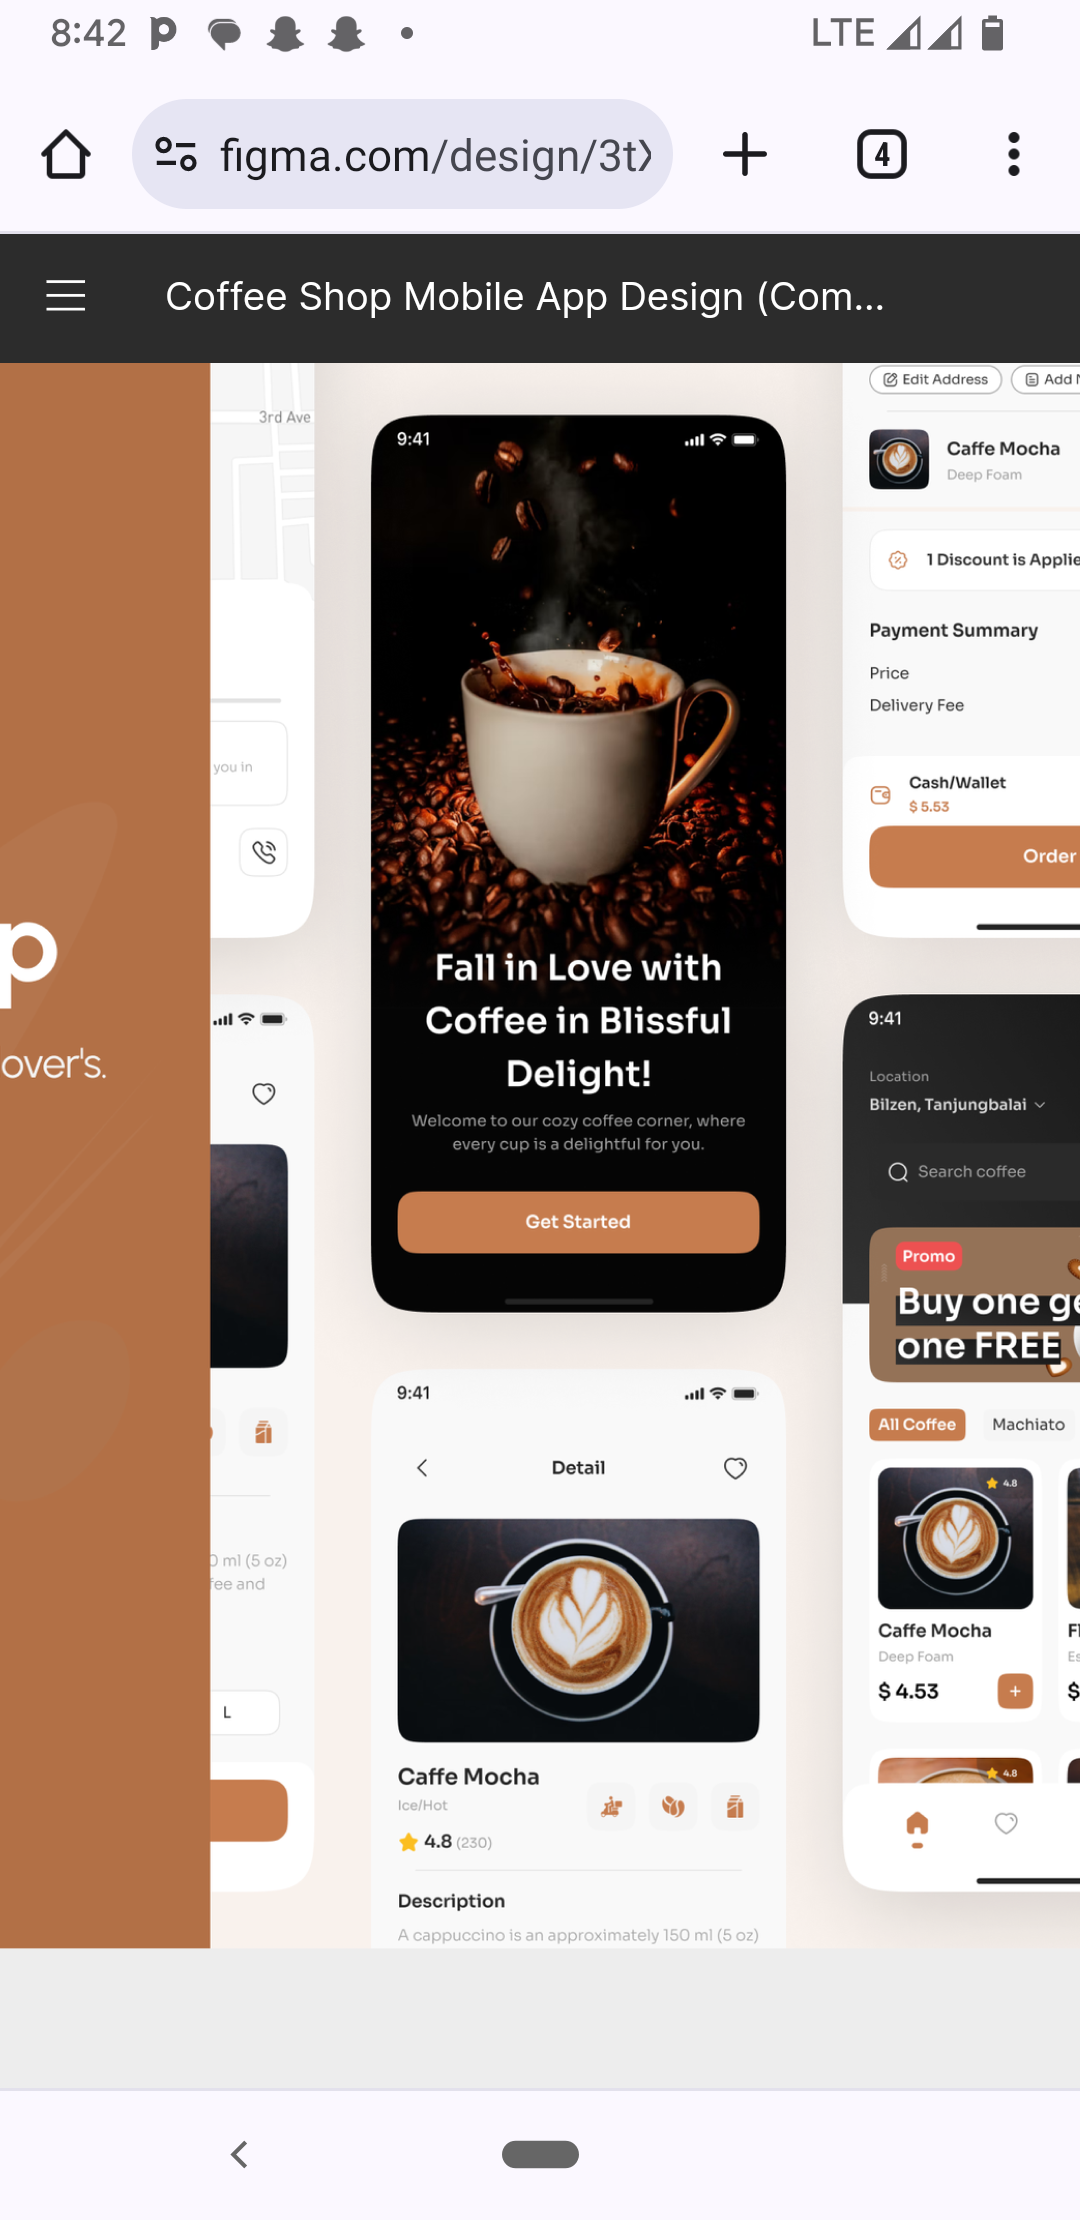 8:42
LTE
figma.com/design/3t
4
Coffee Shop Mobile App Design (Com...
3rd Ave
you in
p
over's.
0 ml (5 oz)
fee and
L
9:41
Fall in Love with
Coffee in Blissful
Delight!
Welcome to our cozy coffee corner, where
every cup is a delightful for you.
Get Started
9:41
Detail
Caffe Mocha
Ice/Hot
4.8 (230)
Description
A cappuccino is an approximately 150 ml (5 oz)
Edit Address
Add
Caffe Mocha
Deep Foam
1 Discount is Applie
Payment Summary
Price
Delivery Fee
Cash/Wallet
$ 5.53
Order
9:41
Location
Bilzen, Tanjungbalai
Search coffee
Promo
Buy one ge
one FREE
All Coffee
Machiato
4.8
Caffe Mocha
Deep Foam
$ 4.53
+
Fl
Es
$
4.8